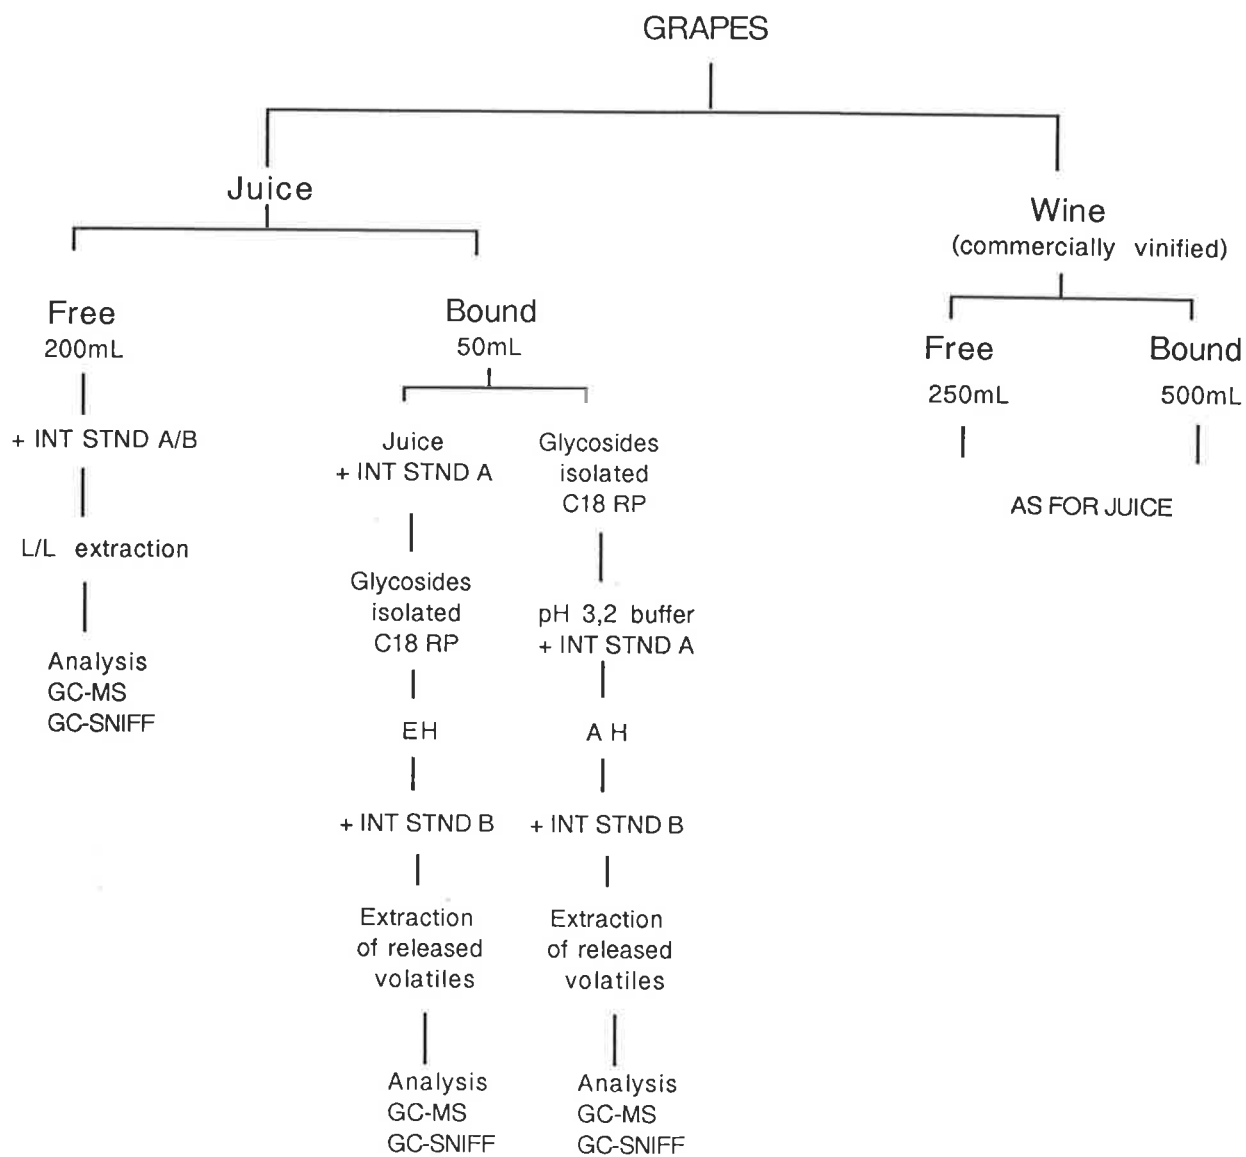 GRAPES
Juice
Wine
(commercially vinified)
Free
200mL
Bound
50mL
Free
250mL
Bound
500mL
+ INT STND A/B
L/L extraction
Analysis
GC-MS
GC-SNIFF
Juice
+ INT STND A
Glycosides
isolated
C18 RP
EH
+ INT STND B
Extraction
of released
volatiles
Analysis
GC-MS
GC-SNIFF
Glycosides
isolated
C18 RP
pH 3,2 buffer
+ INT STND A
A H
+ INT STND B
Extraction
of released
volatiles
Analysis
GC-MS
GC-SNIFF
AS FOR JUICE